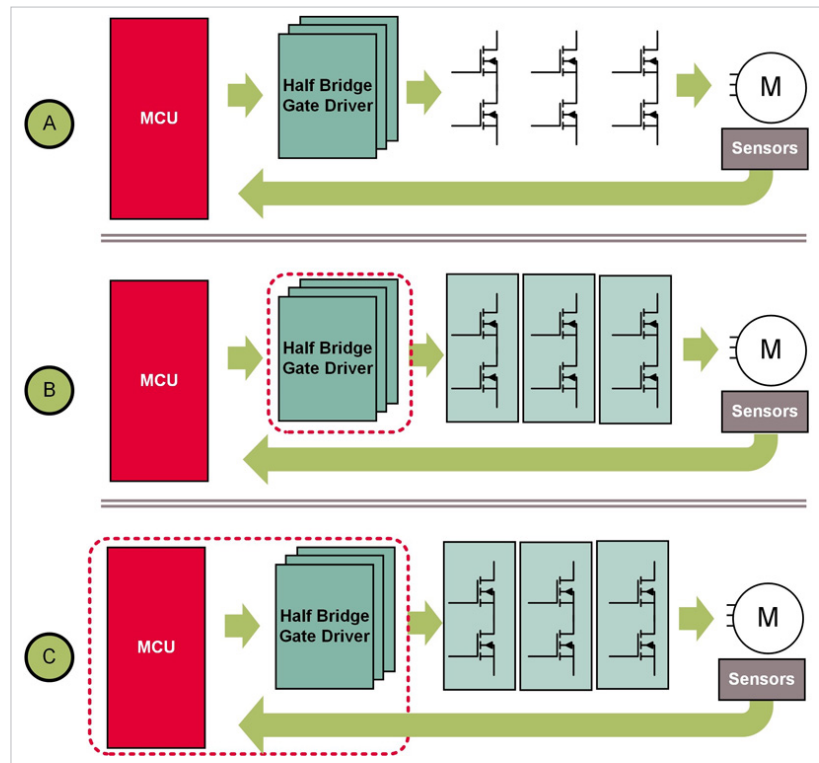 A
MCU
Half Bridge
Gate Driver
M
Sensors
B
MCU
Half Bridge
Gate Driver
M
Sensors
C
MCU
Half Bridge
Gate Driver
M
Sensors